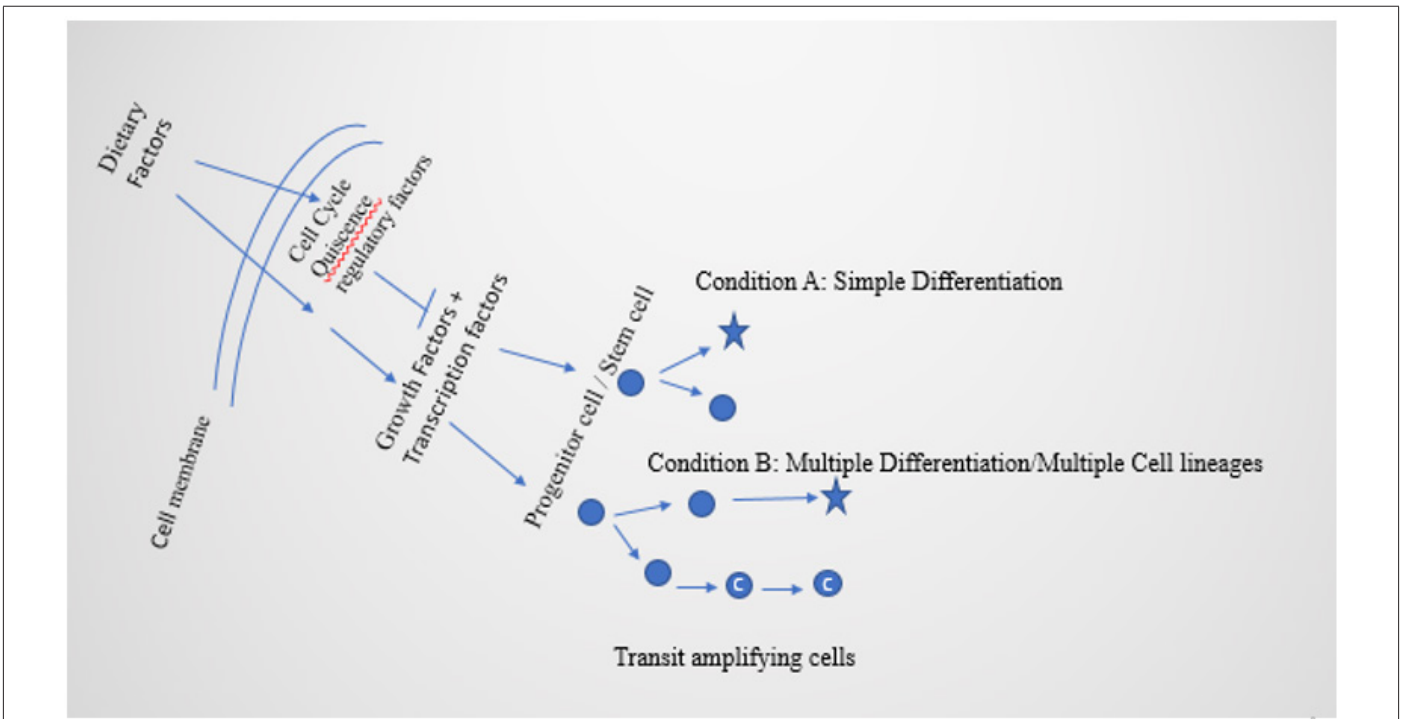 Dietary
Factors
Cell Cycle
Quiscence
regulatory factors
Growth Factors +
Transcription factors
Cell membrane
Progenitor cell / Stem cell
Condition A: Simple Differentiation
Condition B: Multiple Differentiation/Multiple Cell lineages
C
C
Transit amplifying cells